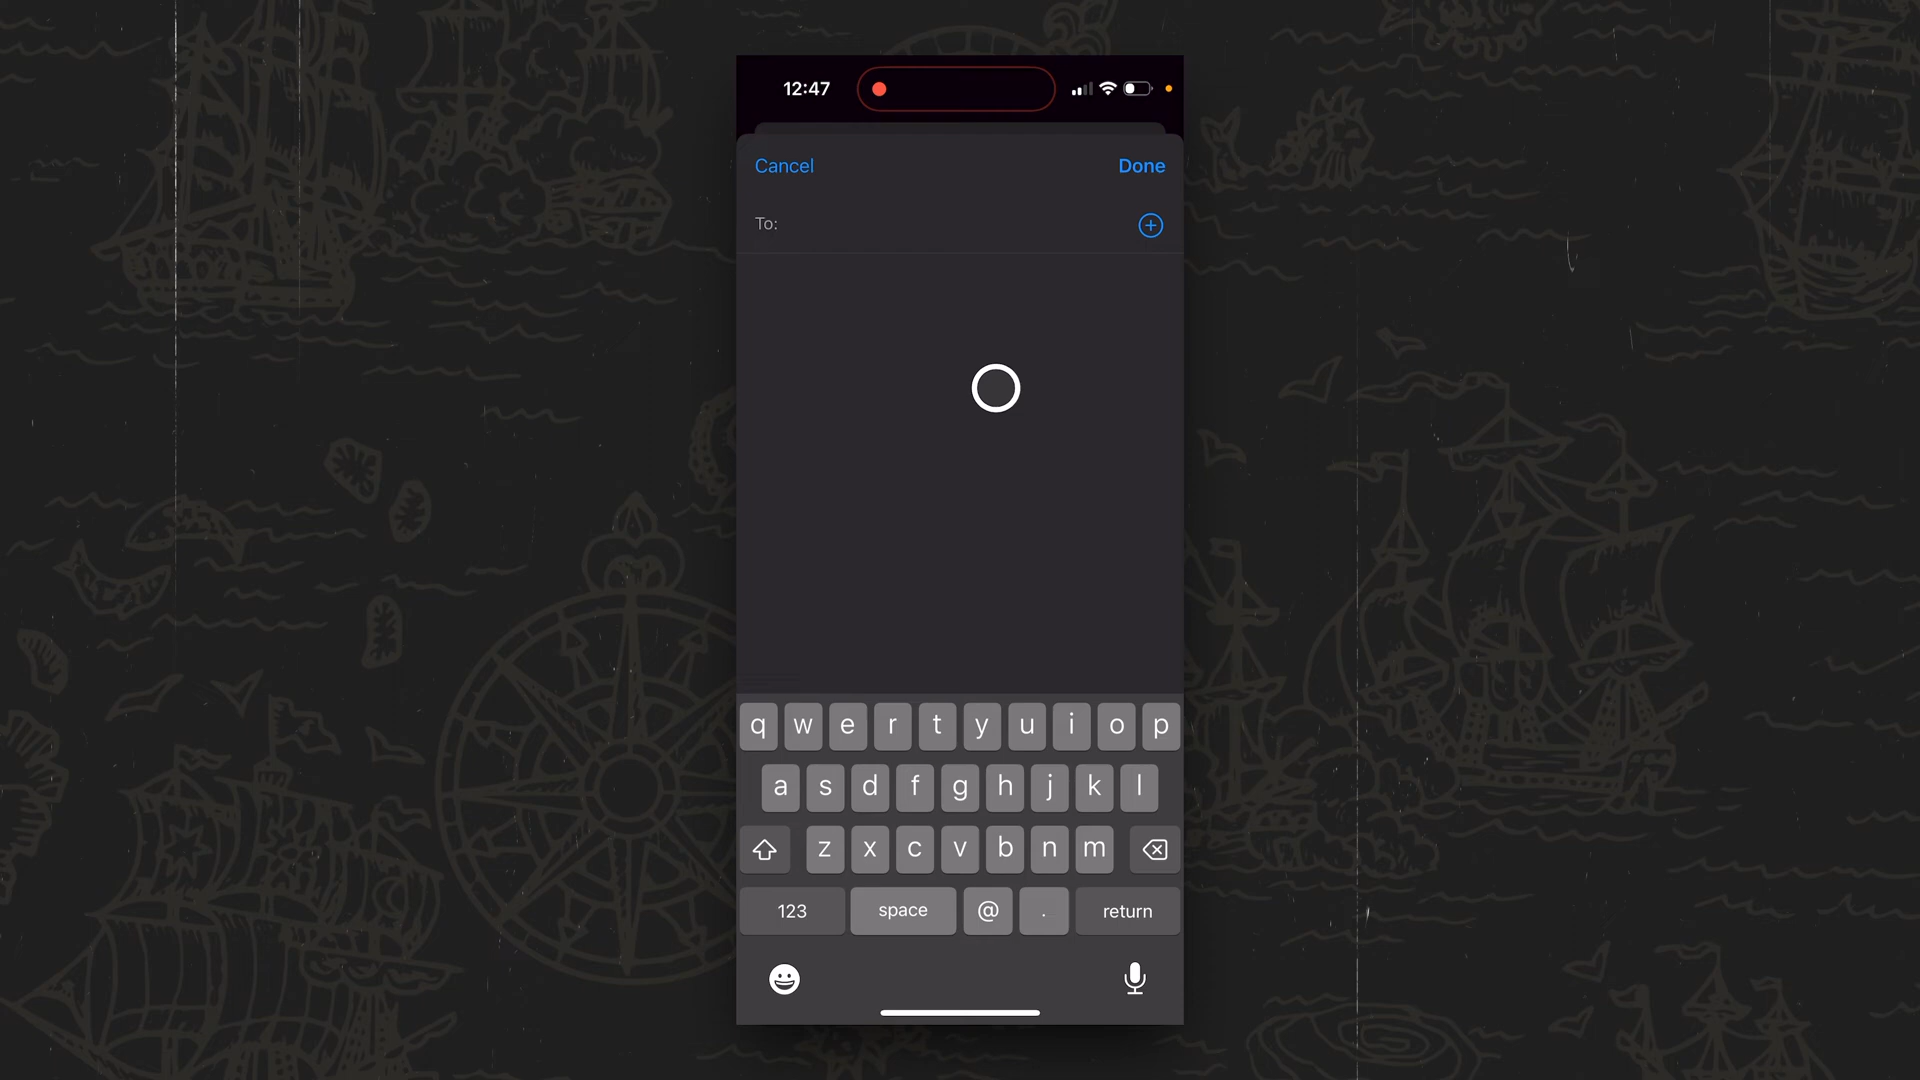 12:47
Cancel Done
To:
q w e r t y u i o p
a s d f g h j k l
z x c v b n m
123 space @ . return